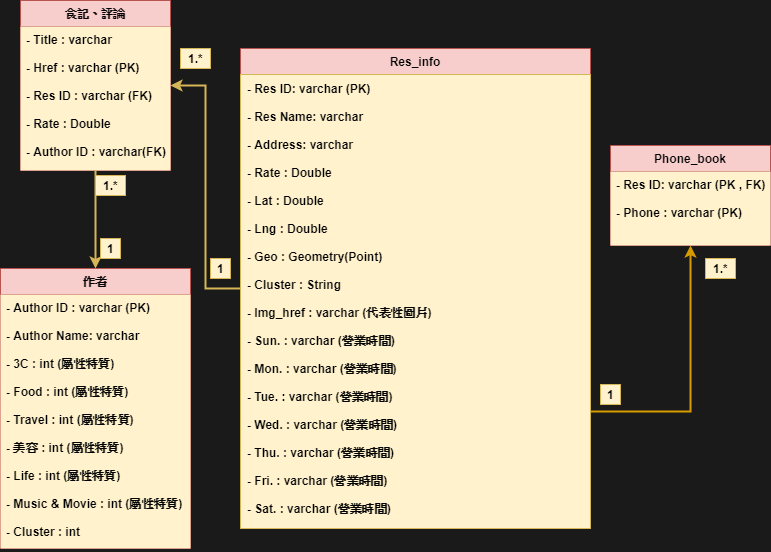 食記、評論
- Title : varchar
- Href : varchar (PK)
- Res ID : varchar (FK)
- Rate : Double
- Author ID : varchar(FK)
1.*
1
作者
- Author ID : varchar (PK)
- Author Name: varchar
- 3C : int (屬性特質)
- Food : int (屬性特質)
- Travel : int (屬性特質)
- 美容 : int (屬性特質)
- Life : int (屬性特質)
- Music & Movie : int (屬性特質)
- Cluster : int
1.*
1
Res_info
- Res ID: varchar (PK)
- Res Name: varchar
- Address: varchar
- Rate : Double
- Lat : Double
- Lng : Double
- Geo : Geometry(Point)
- Cluster : String
- Img_href : varchar (代表性圖片)
- Sun. : varchar (營業時間)
- Mon. : varchar (營業時間)
- Tue. : varchar (營業時間)
- Wed. : varchar (營業時間)
- Thu. : varchar (營業時間)
- Fri. : varchar (營業時間)
- Sat. : varchar (營業時間)
1
1.*
Phone_book
- Res ID: varchar (PK , FK)
- Phone : varchar (PK)